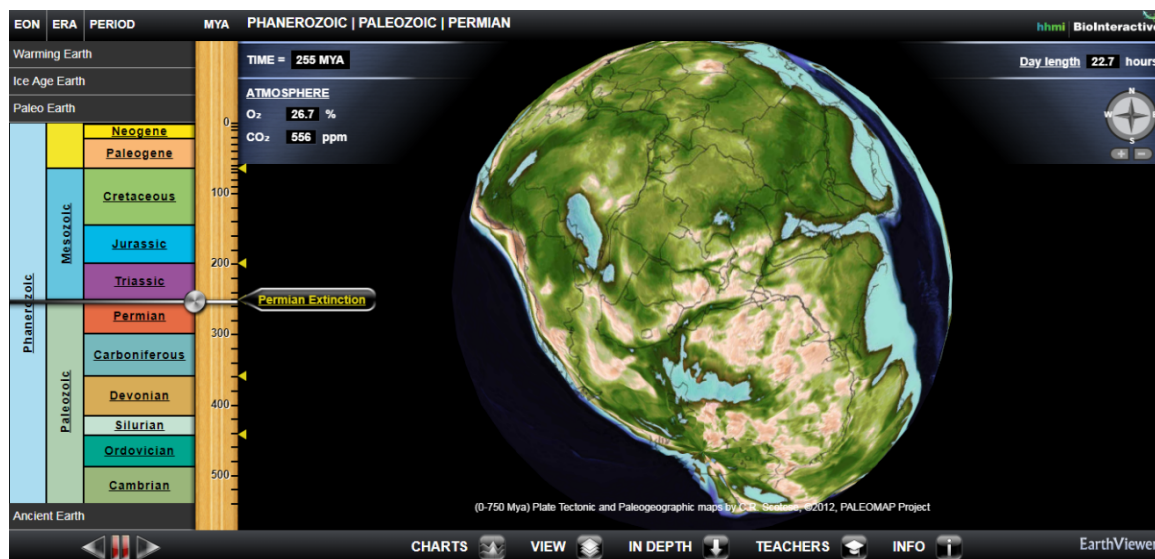 EON ERA PERIOD MYA PHANEROZOIC | PALEOZOIC | PERMIAN
hhmi BioInteractive
Warming Earth
Ice Age Earth
Paleo Earth
TIME = 255 MYA
Day length 22.7 hours
ATMOSPHERE
O₂ 26.7 %
CO₂ 556 ppm
N
W
S
+ −
Phanerozoic
Mesozoic
Paleozoic
Neogene
Paleogene
Cretaceous
Jurassic
Triassic
Permian
Carboniferous
Devonian
Silurian
Ordovician
Cambrian
0
100
200
300
400
500
Permian Extinction
Ancient Earth
(0-750 Mya) Plate Tectonic and Paleogeographic maps by C.R. Scotese, ©2012, PALEOMAP Project
CHARTS VIEW IN DEPTH TEACHERS INFO i EarthViewer